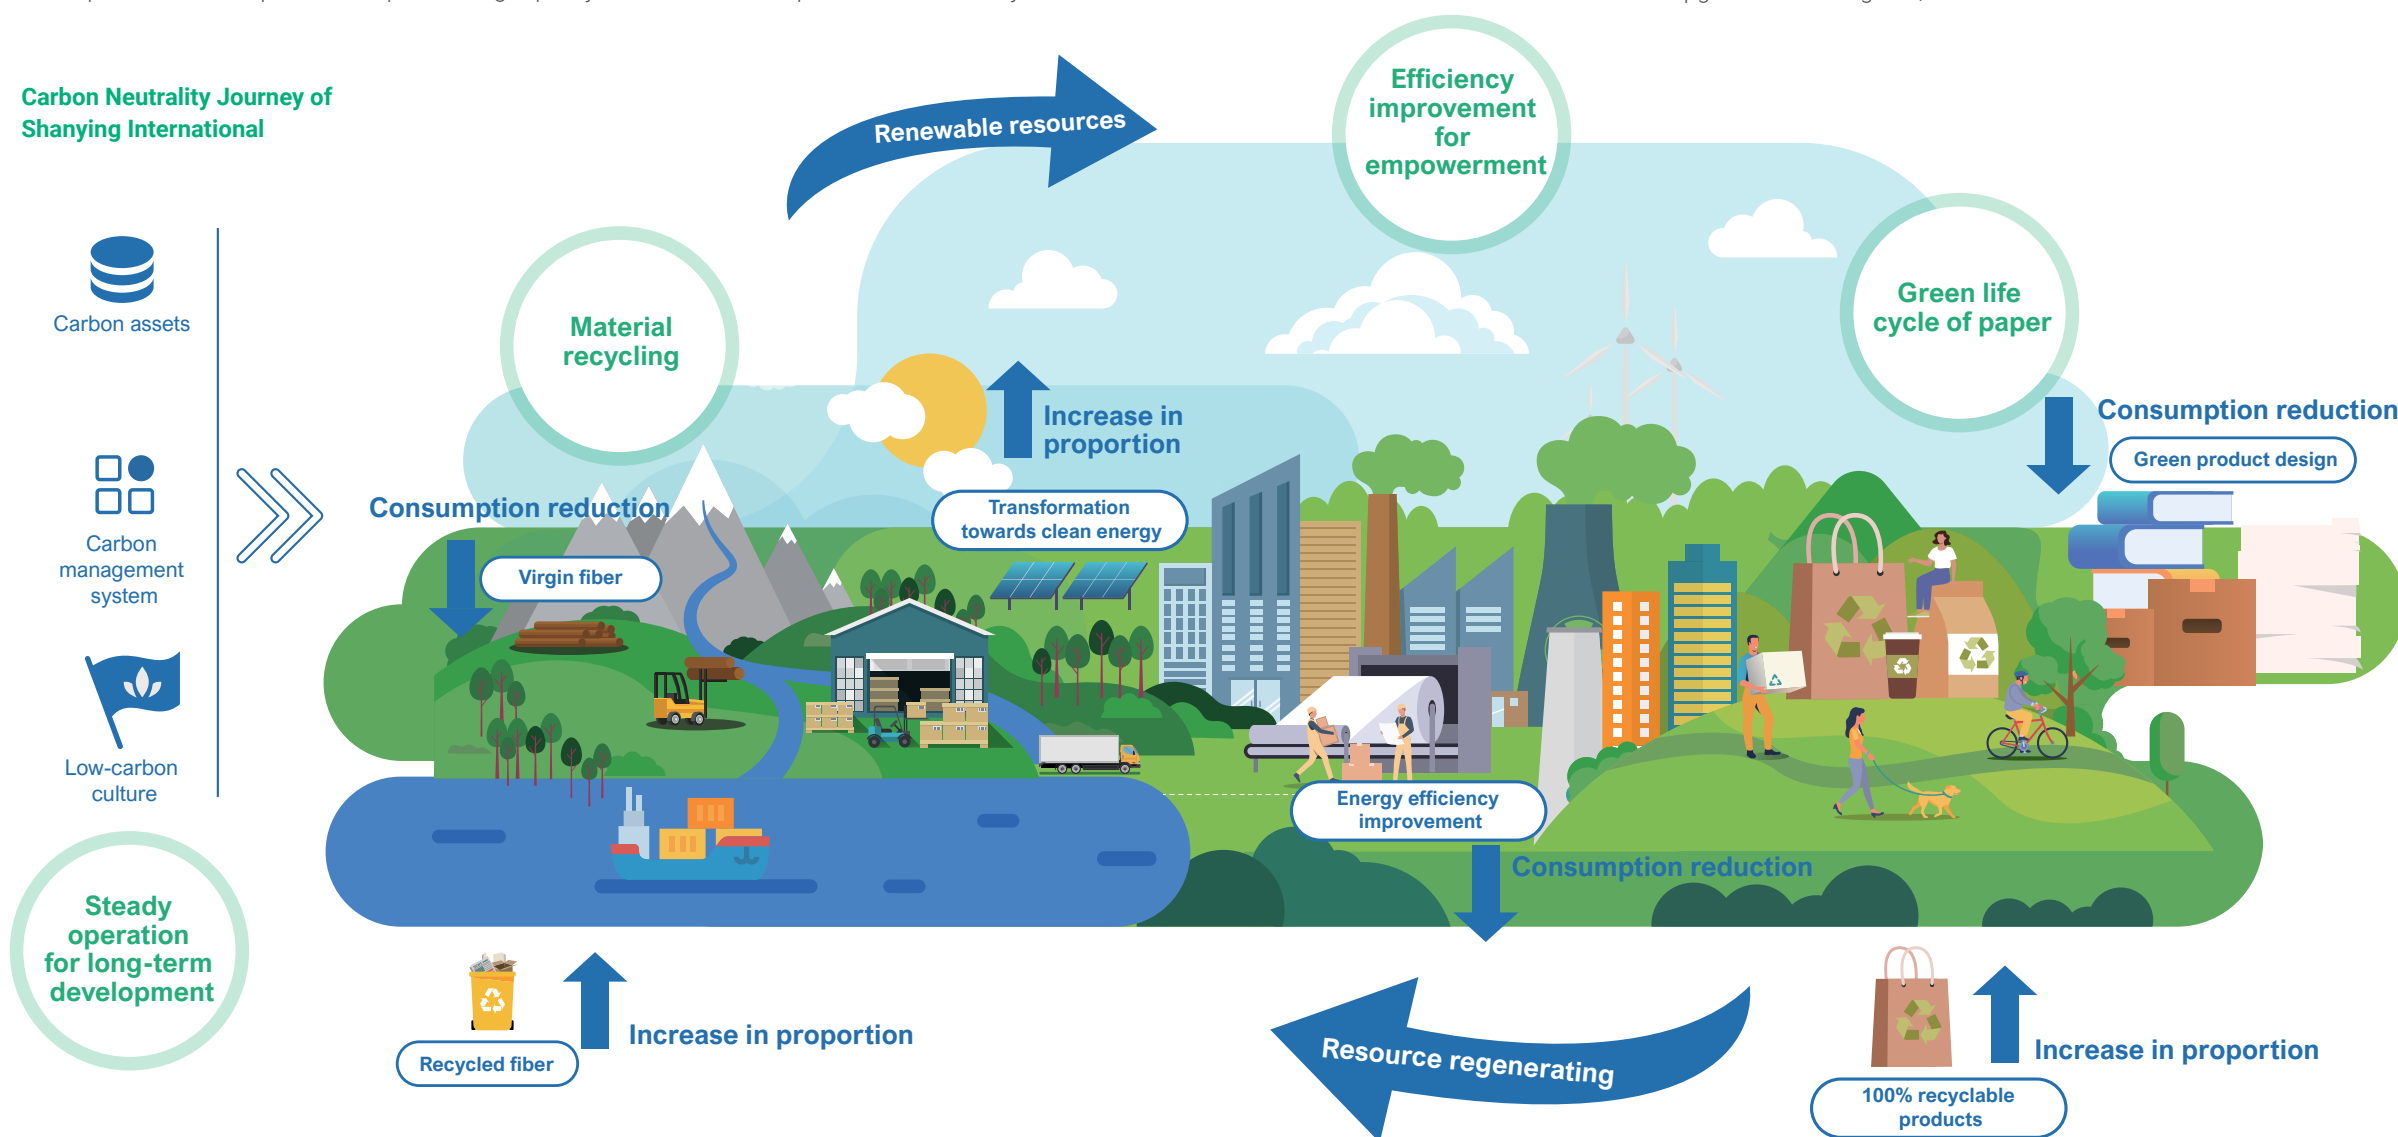 Carbon Neutrality Journey of
Shanying International
Carbon assets
Carbon
management
system
Low-carbon
culture
Steady
operation
for long-term
development
Material
recycling
Consumption reduction
Virgin fiber
Recycled fiber
Increase in proportion
Renewable resources
Efficiency
improvement
for
empowerment
Increase in
proportion
Transformation
towards clean energy
Energy efficiency
improvement
Consumption reduction
Green life
cycle of paper
Consumption reduction
Green product design
100% recyclable
products
Increase in proportion
Resource regenerating